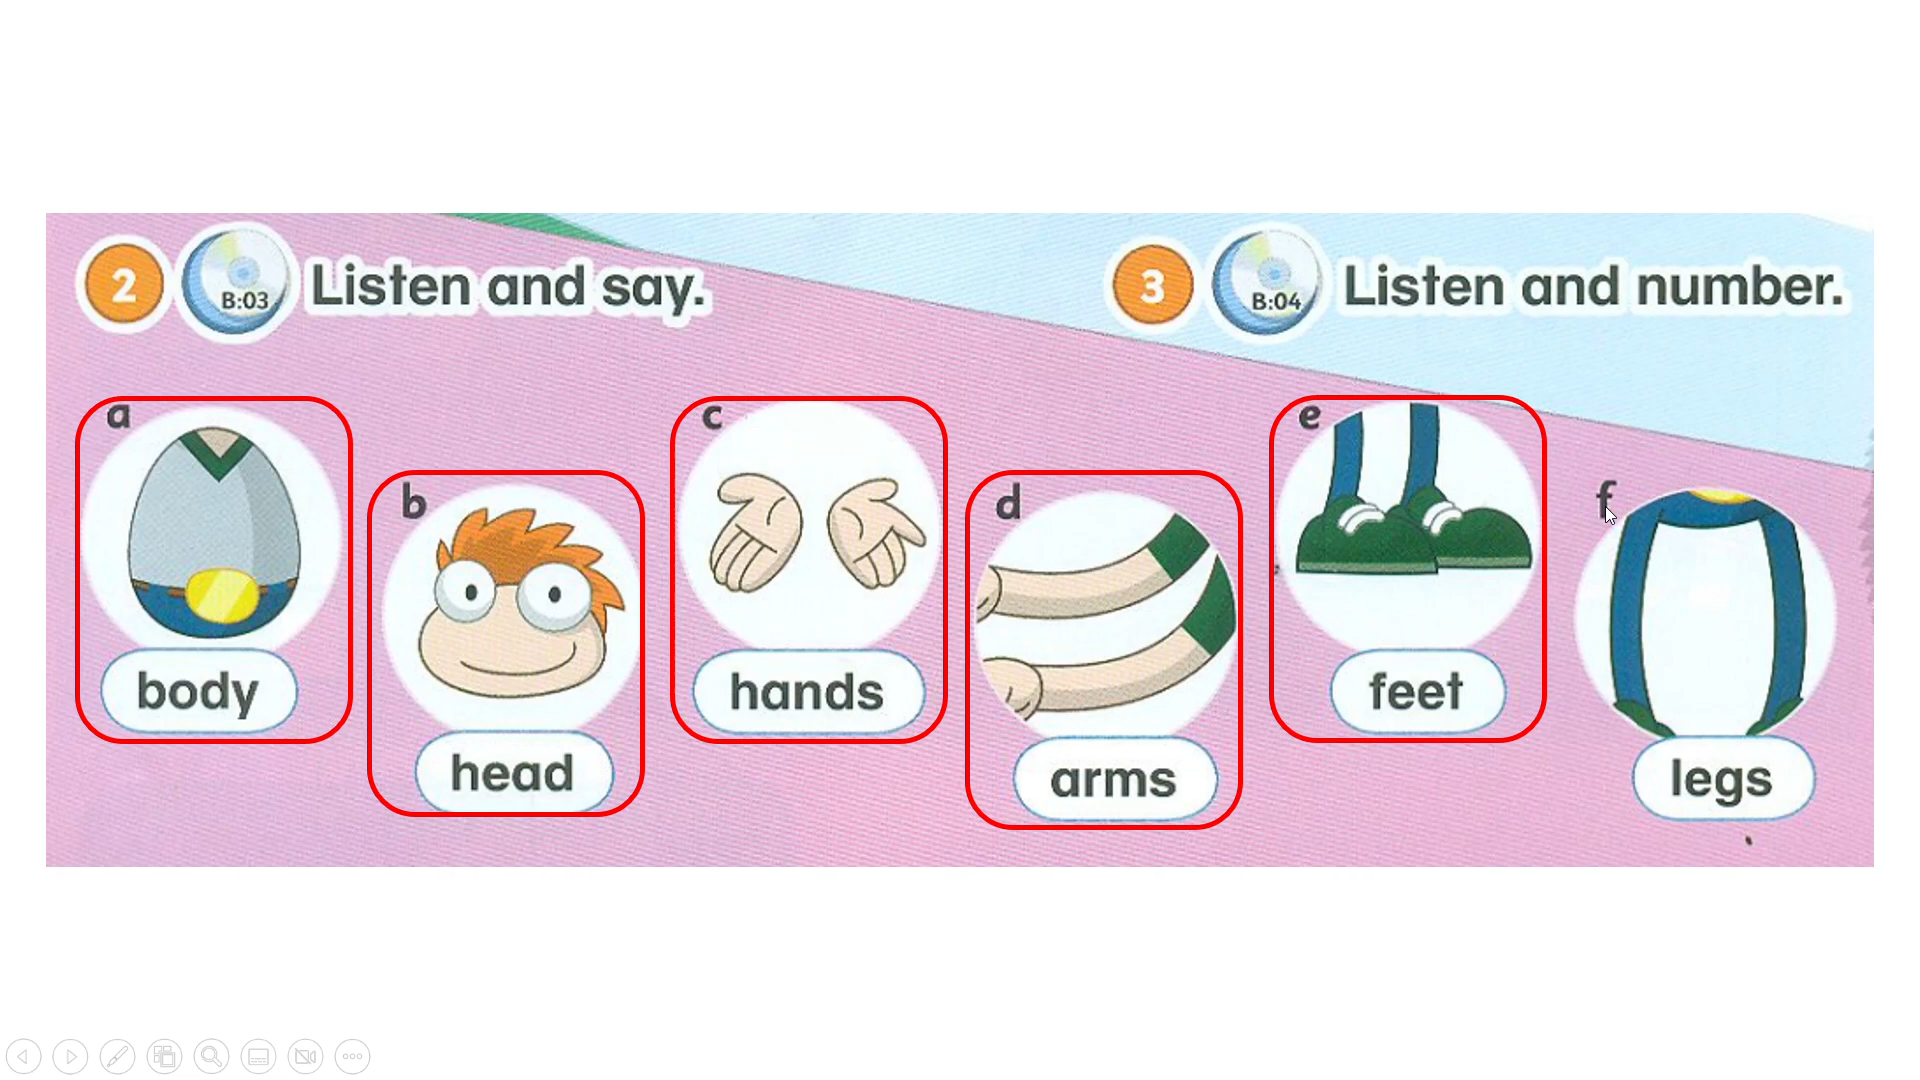 2 B:03 Listen and say.
3 B:04 Listen and number.
a
body
b
head
c
hands
d
arms
e
feet
f
legs